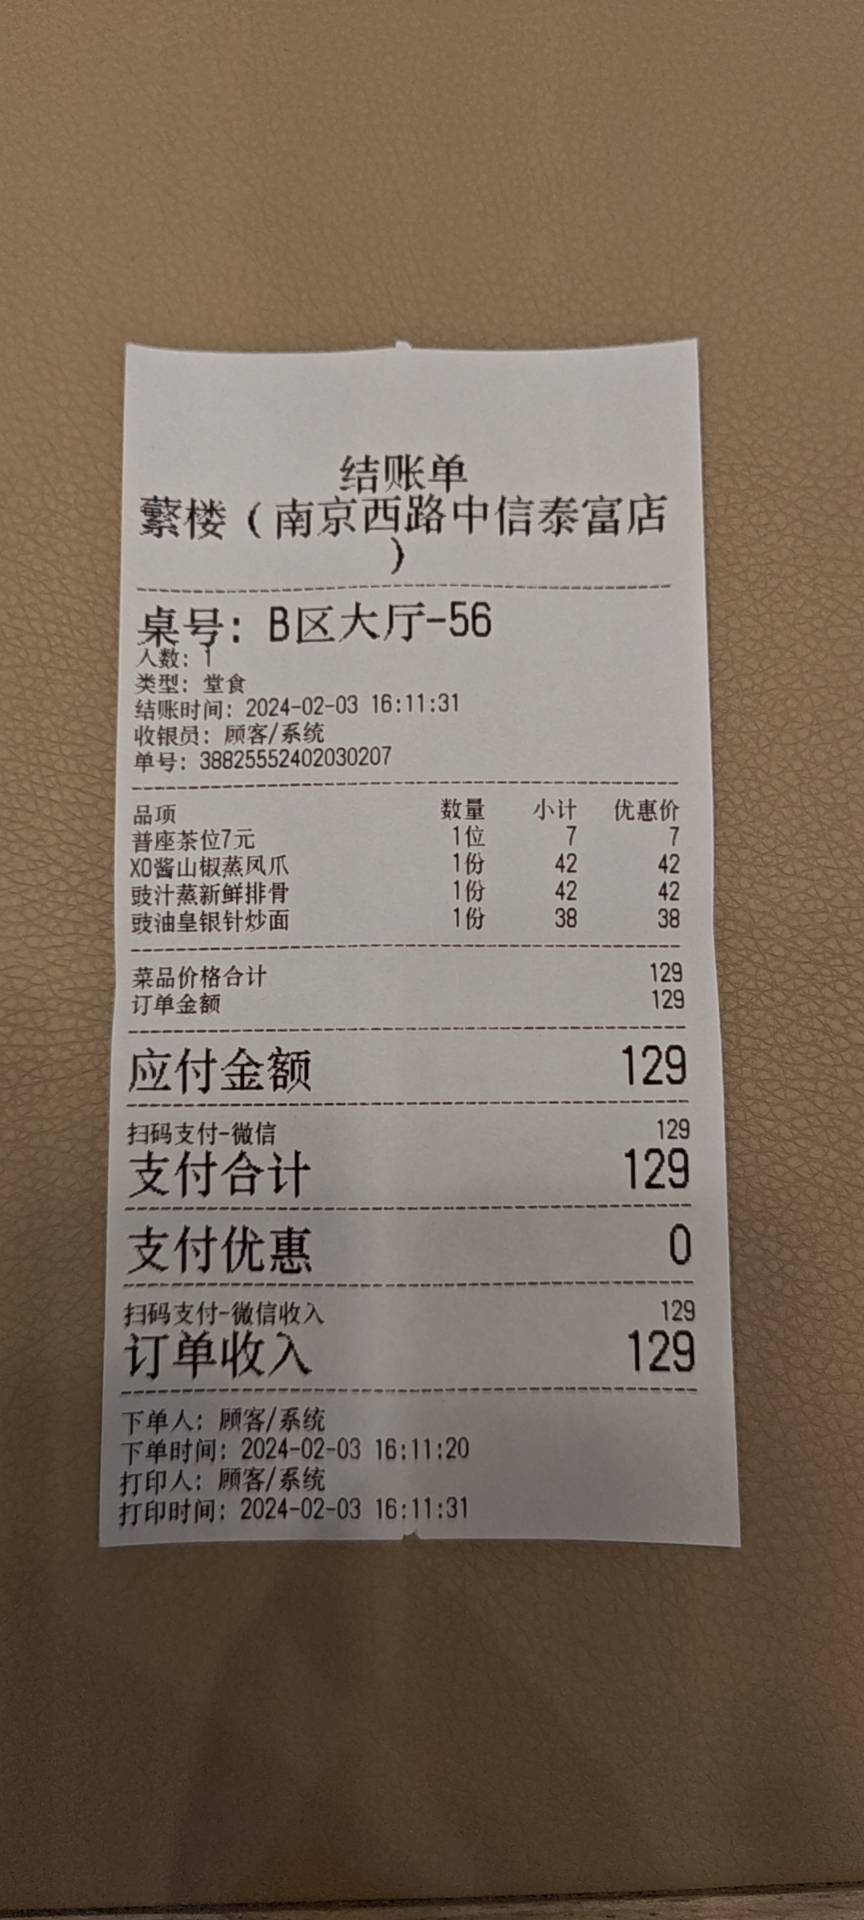 结账单
蘩楼（南京西路中信泰富店
）
桌号: B区大厅-56
人数: 1
类型: 堂食
结账时间: 2024-02-03 16:11:31
收银员: 顾客/系统
单号: 38825552402030207
品项 数量 小计 优惠价
普座茶位7元 1位 7 7
XO酱山椒蒸凤爪 1份 42 42
豉汁蒸新鲜排骨 1份 42 42
豉油皇银针炒面 1份 38 38
菜品价格合计 129
订单金额 129
应付金额 129
扫码支付-微信 129
支付合计 129
支付优惠 0
扫码支付-微信收入 129
订单收入 129
下单人: 顾客/系统
下单时间: 2024-02-03 16:11:20
打印人: 顾客/系统
打印时间: 2024-02-03 16:11:31